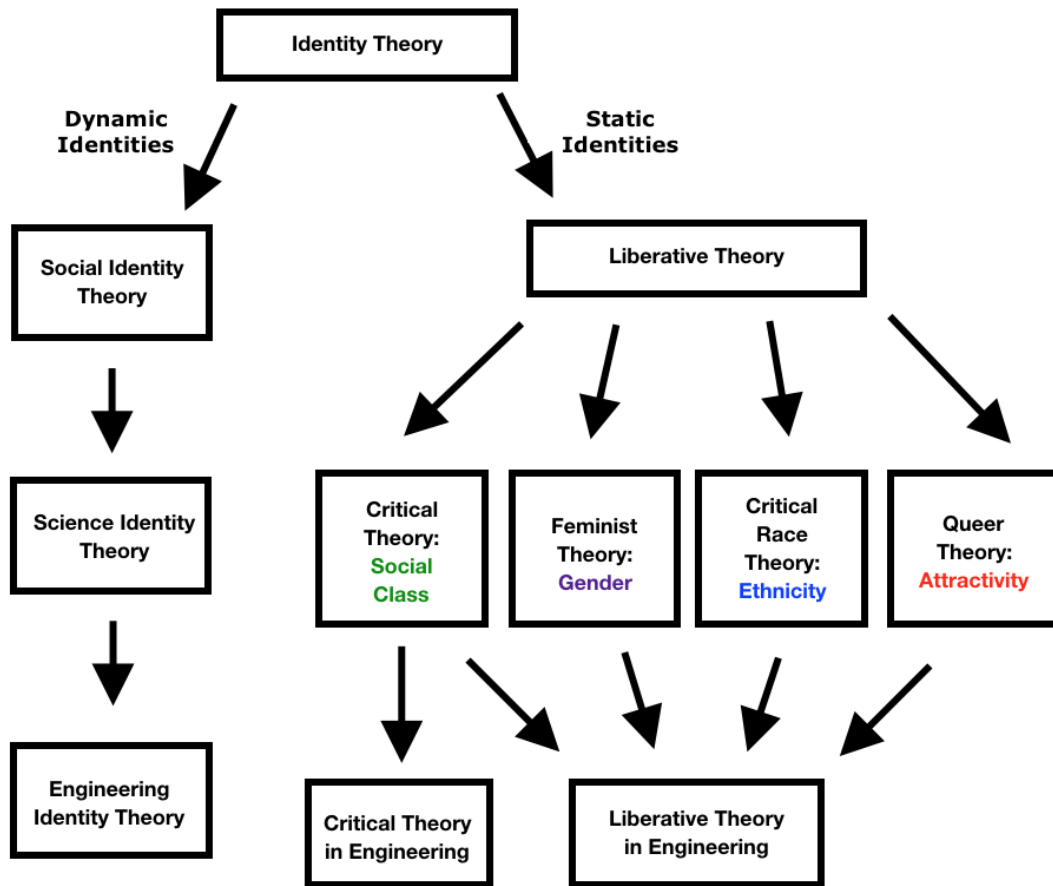 Identity Theory
Dynamic
Identities
Static
Identities
Social Identity
Theory
Liberative Theory
Science Identity
Theory
Critical
Theory:
Social
Class
Feminist
Theory:
Gender
Critical
Race
Theory:
Ethnicity
Queer
Theory:
Attractivity
Engineering
Identity Theory
Critical Theory
in Engineering
Liberative Theory
in Engineering